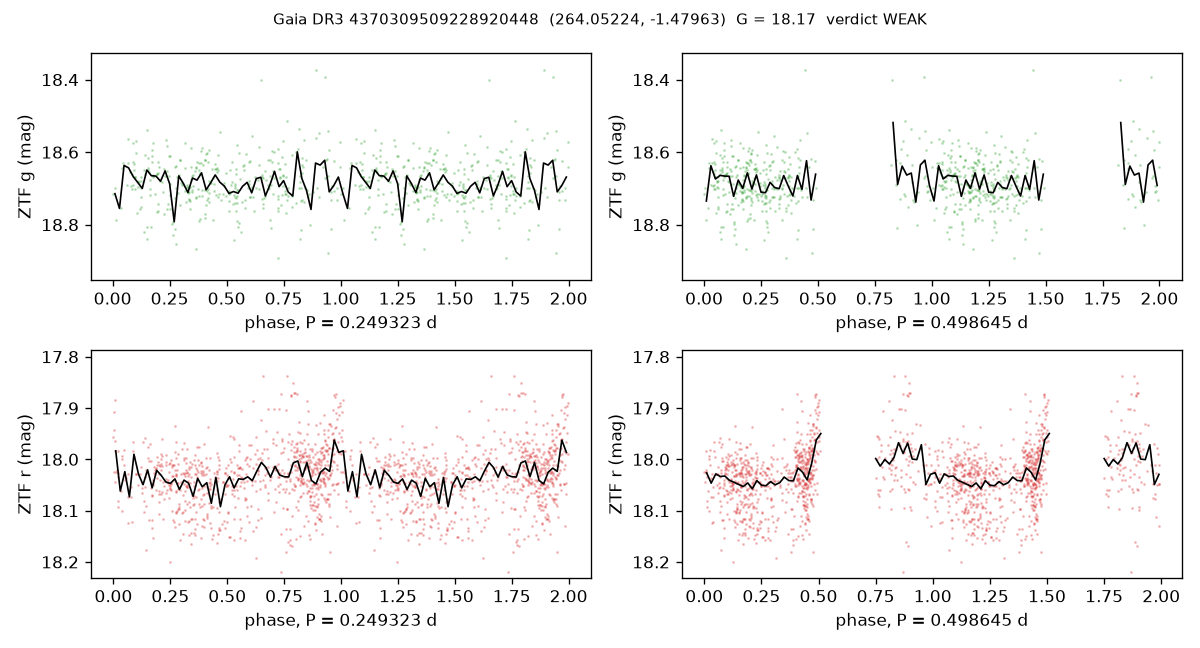 Gaia DR3 4370309509228920448  (264.05224, -1.47963)  G = 18.17  verdict WEAK
ZTF g (mag)
18.4
18.6
18.8
0.00 0.25 0.50 0.75 1.00 1.25 1.50 1.75 2.00
phase, P = 0.249323 d
ZTF g (mag)
18.4
18.6
18.8
0.00 0.25 0.50 0.75 1.00 1.25 1.50 1.75 2.00
phase, P = 0.498645 d
ZTF r (mag)
17.8
17.9
18.0
18.1
18.2
0.00 0.25 0.50 0.75 1.00 1.25 1.50 1.75 2.00
phase, P = 0.249323 d
ZTF r (mag)
17.8
17.9
18.0
18.1
18.2
0.00 0.25 0.50 0.75 1.00 1.25 1.50 1.75 2.00
phase, P = 0.498645 d